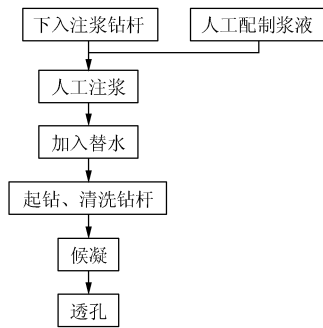 下入注浆钻杆
人工配制浆液
人工注浆
加入替水
起钻、清洗钻杆
候凝
透孔